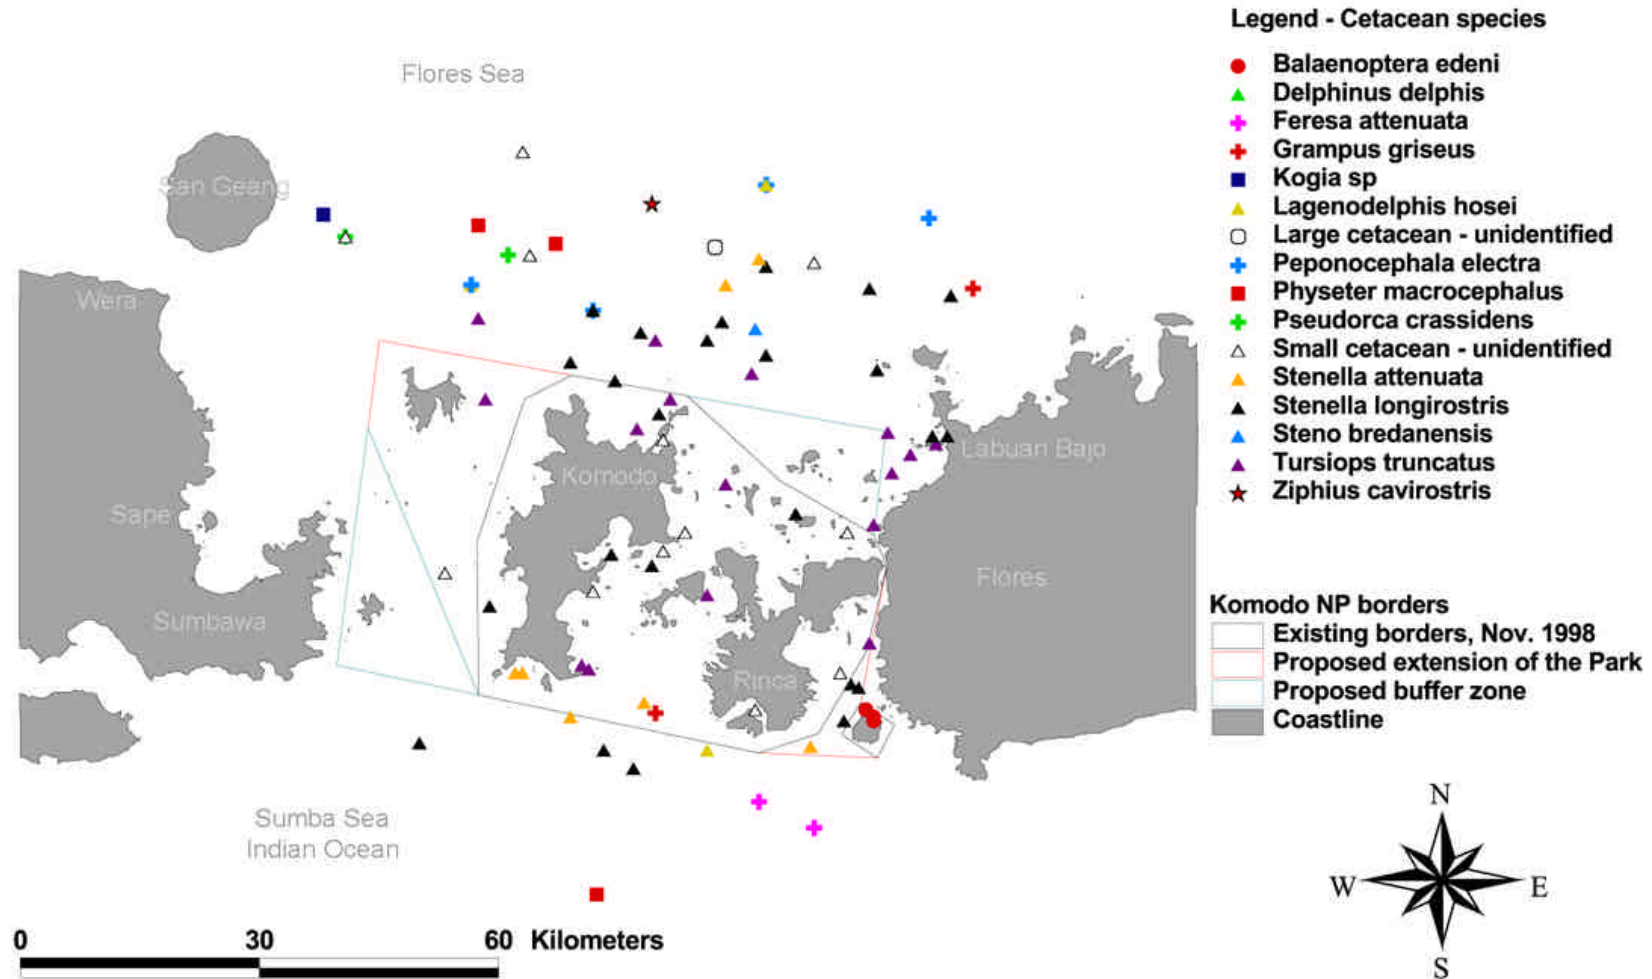 Legend - Cetacean species
Balaenoptera edeni
Delphinus delphis
Feresa attenuata
Grampus griseus
Kogia sp
Lagenodelphis hosei
Large cetacean - unidentified
Peponocephala electra
Physeter macrocephalus
Pseudorca crassidens
Small cetacean - unidentified
Stenella attenuata
Stenella longirostris
Steno bredanensis
Tursiops truncatus
Ziphius cavirostris
Komodo NP borders
Existing borders, Nov. 1998
Proposed extension of the Park
Proposed buffer zone
Coastline
Flores Sea
San Geang
Wera
Labuan Bajo
Komodo
Sape
Flores
Sumbawa
Rinca
Sumba Sea
Indian Ocean
N
W E
S
0 30 60 Kilometers